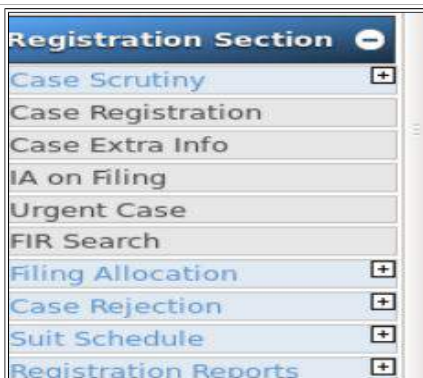 Registration Section
Case Scrutiny
Case Registration
Case Extra Info
IA on Filing
Urgent Case
FIR Search
Filing Allocation
Case Rejection
Suit Schedule
Registration Reports